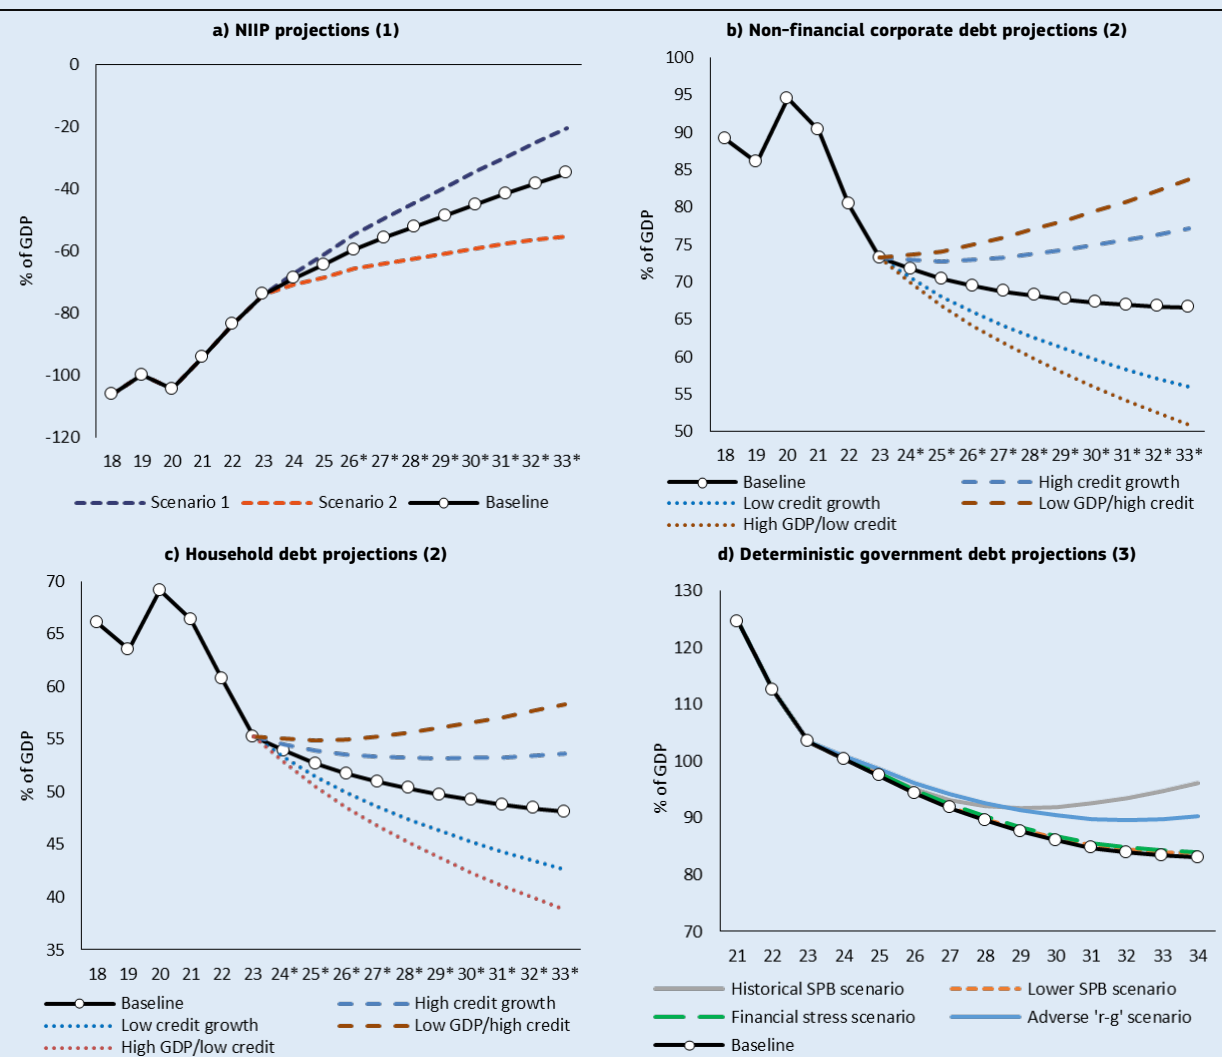 a) NIIP projections (1)
0
-20
-40
-60
-80
-100
-120
% of GDP
18 19 20 21 22 23 24 25 26* 27* 28* 29* 30* 31* 32* 33*
Scenario 1 Scenario 2 Baseline
b) Non-financial corporate debt projections (2)
100
95
90
85
80
75
70
65
60
55
50
% of GDP
18 19 20 21 22 23 24* 25* 26* 27* 28* 29* 30* 31* 32* 33*
Baseline High credit growth
Low credit growth Low GDP/high credit
High GDP/low credit
c) Household debt projections (2)
70
65
60
55
50
45
40
35
% of GDP
18 19 20 21 22 23 24* 25* 26* 27* 28* 29* 30* 31* 32* 33*
Baseline High credit growth
Low credit growth Low GDP/high credit
High GDP/low credit
d) Deterministic government debt projections (3)
130
120
110
100
90
80
70
% of GDP
21 22 23 24 25 26 27 28 29 30 31 32 33 34
Historical SPB scenario Lower SPB scenario
Financial stress scenario Adverse 'r-g' scenario
Baseline